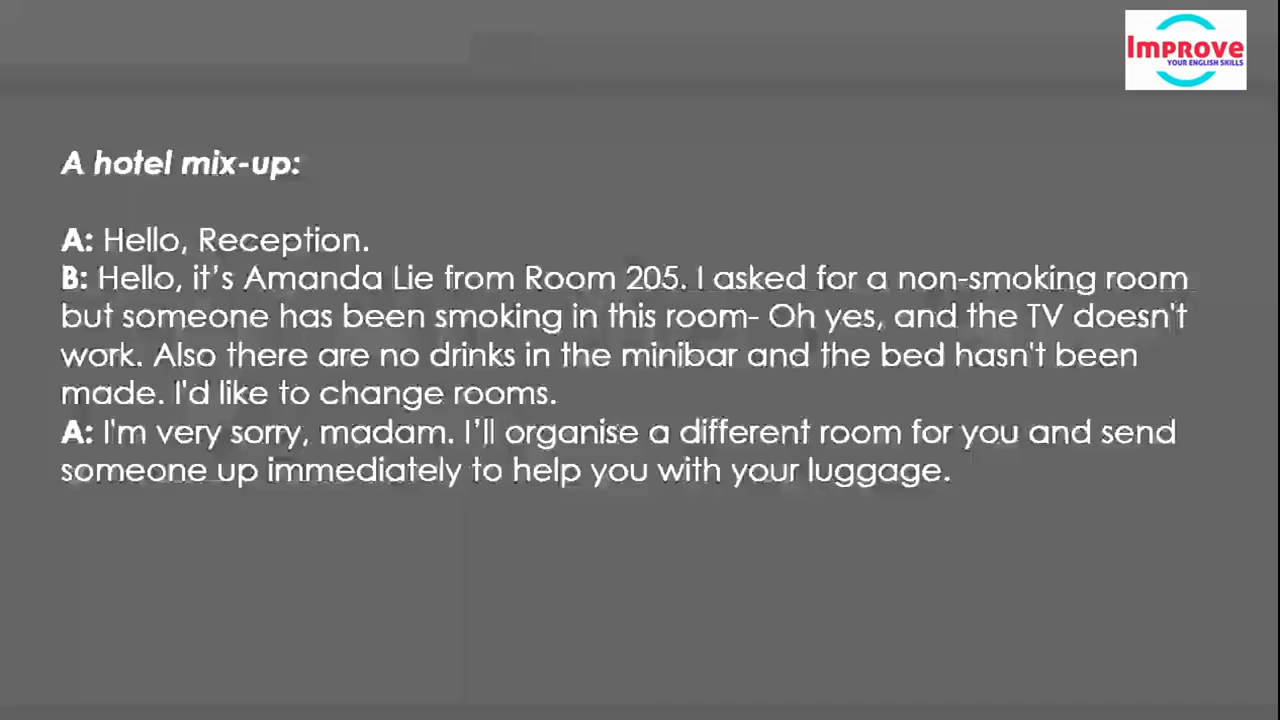 Improve
YOUR ENGLISH SKILLS
A hotel mix-up:
A: Hello, Reception.
B: Hello, it’s Amanda Lie from Room 205. I asked for a non-smoking room
but someone has been smoking in this room- Oh yes, and the TV doesn't
work. Also there are no drinks in the minibar and the bed hasn't been
made. I'd like to change rooms.
A: I'm very sorry, madam. I’ll organise a different room for you and send
someone up immediately to help you with your luggage.